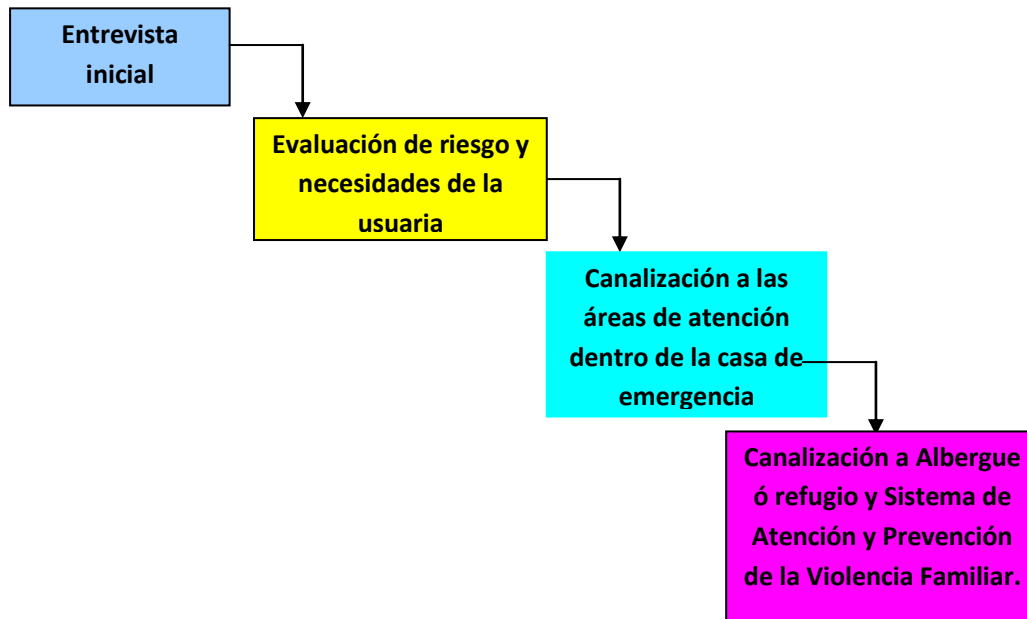 Entrevista
inicial
Evaluación de riesgo y
necesidades de la
usuaria
Canalización a las
áreas de atención
dentro de la casa de
emergencia
Canalización a Albergue
ó refugio y Sistema de
Atención y Prevención
de la Violencia Familiar.